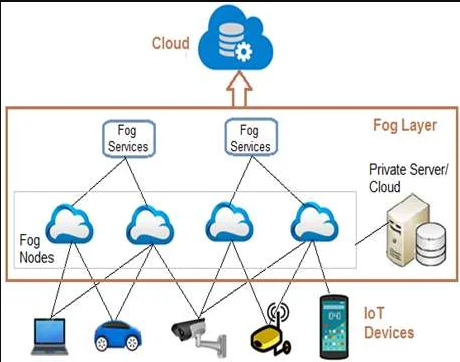 Cloud
Fog Layer
Fog
Services
Fog
Services
Private Server/
Cloud
Fog
Nodes
IoT
Devices